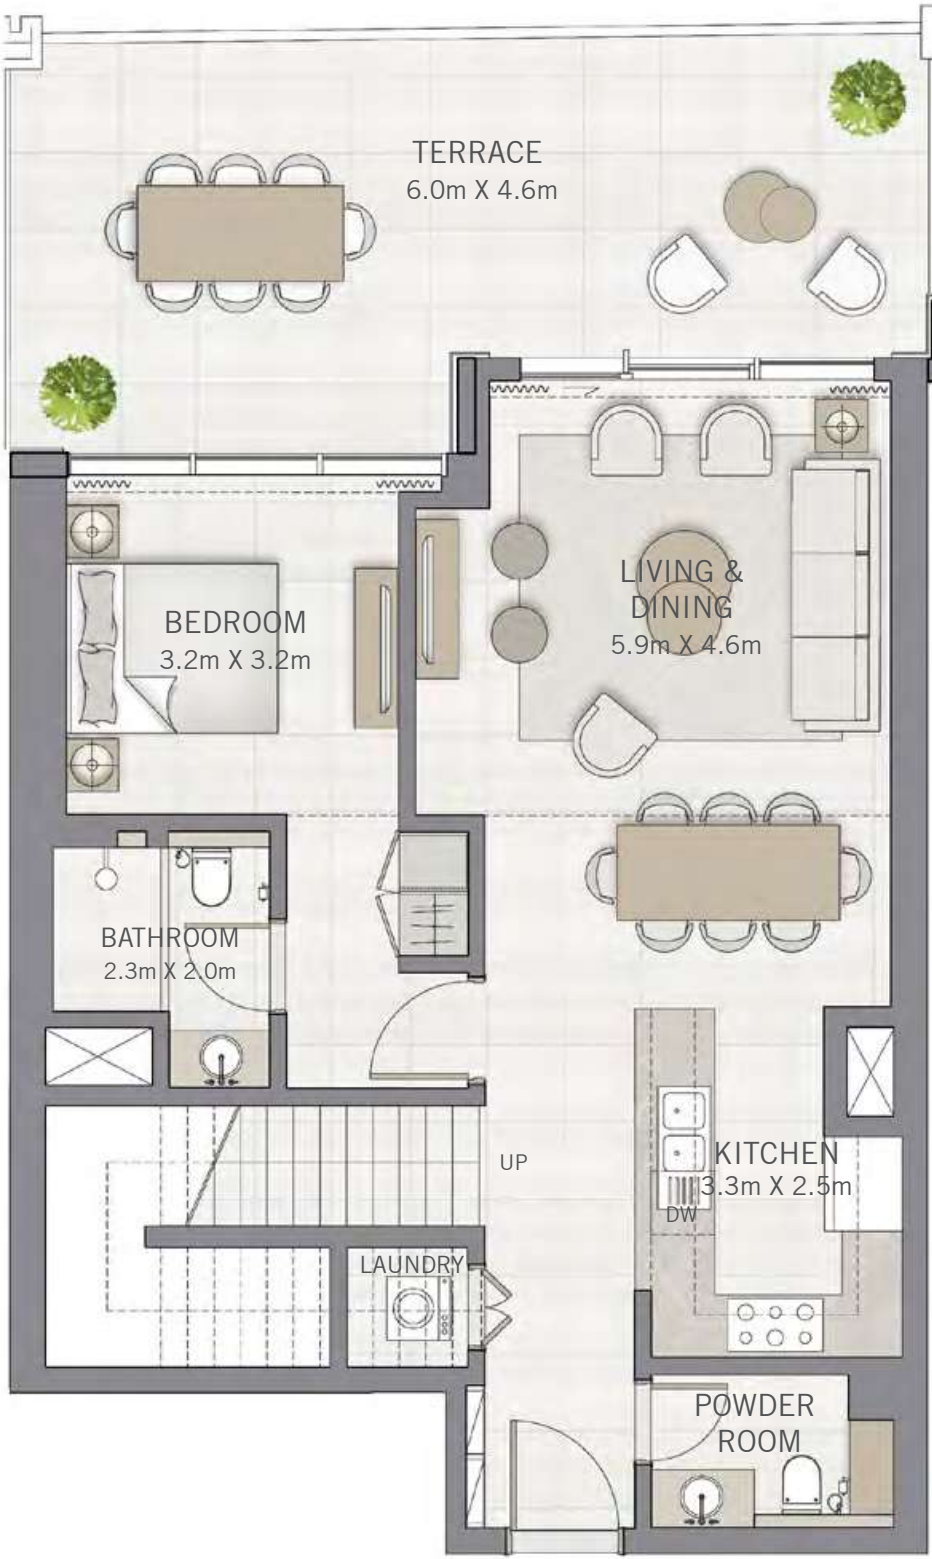 TERRACE
6.0m X 4.6m
LIVING &
DINING
5.9m X 4.6m
BEDROOM
3.2m X 3.2m
BATHROOM
2.3m X 2.0m
UP
KITCHEN
3.3m X 2.5m
DW
LAUNDRY
POWDER
ROOM